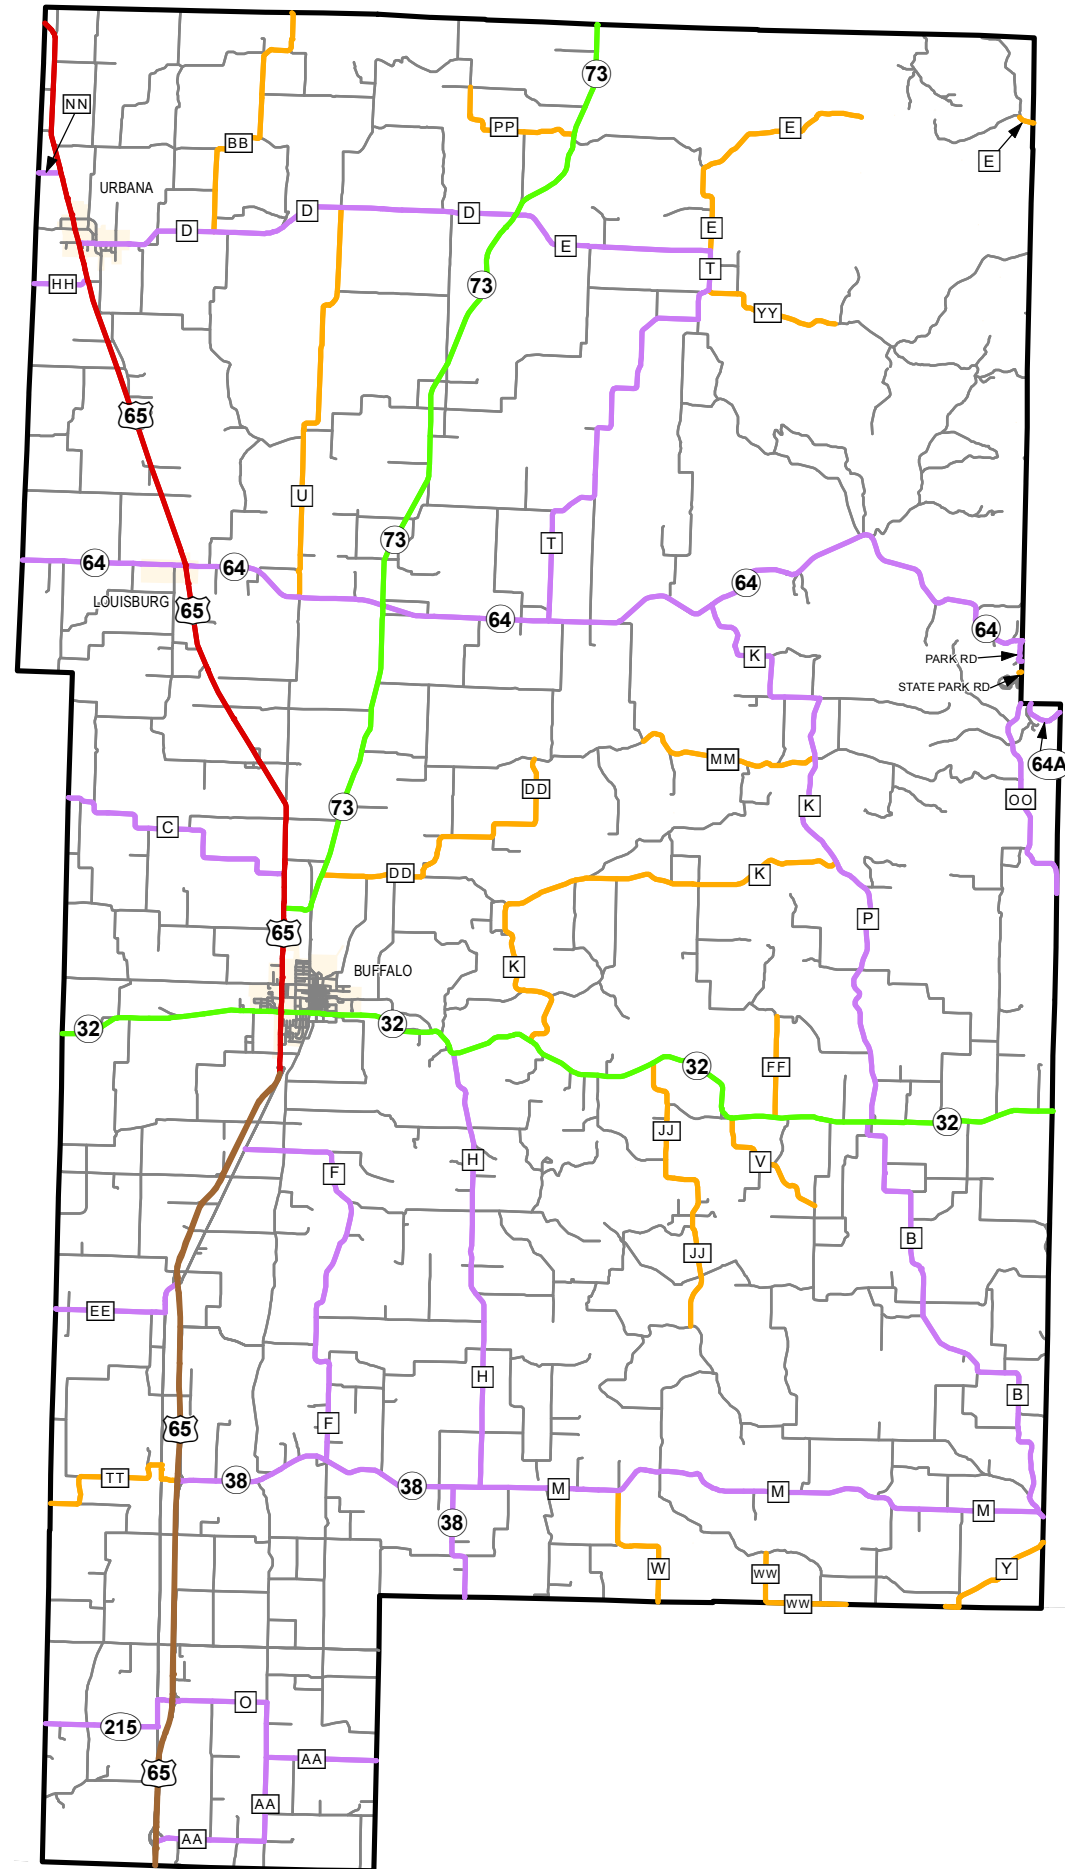 73
NN
PP
E
BB
E
URBANA
D
D
D
E
E
T
HH
73
YY
65
U
73
T
64
64
64
LOUISBURG
65
64
64
K
PARK RD
STATE PARK RD
MM
64A
DD
OO
73
K
C
DD
K
P
65
K
BUFFALO
32
32
32
FF
32
JJ
H
V
F
B
JJ
EE
H
B
F
65
TT
38
38
M
M
M
38
W
Y
WW
WW
O
215
AA
65
AA
AA